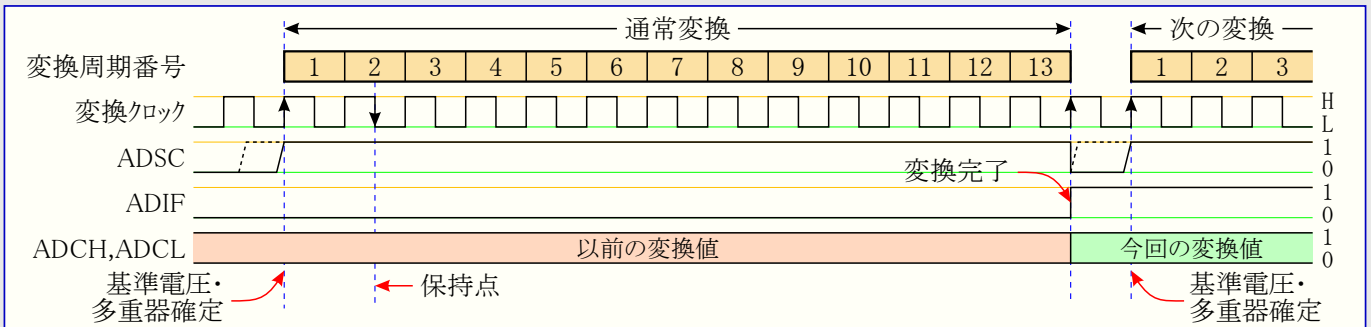 通常変換
次の変換
変換周期番号
1 2 3 4 5 6 7 8 9 10 11 12 13
1 2 3
変換ｸﾛｯｸ
H
L
ADSC
1
0
変換完了
ADIF
1
0
ADCH,ADCL
以前の変換値
今回の変換値
1
0
基準電圧・
多重器確定
保持点
基準電圧・
多重器確定